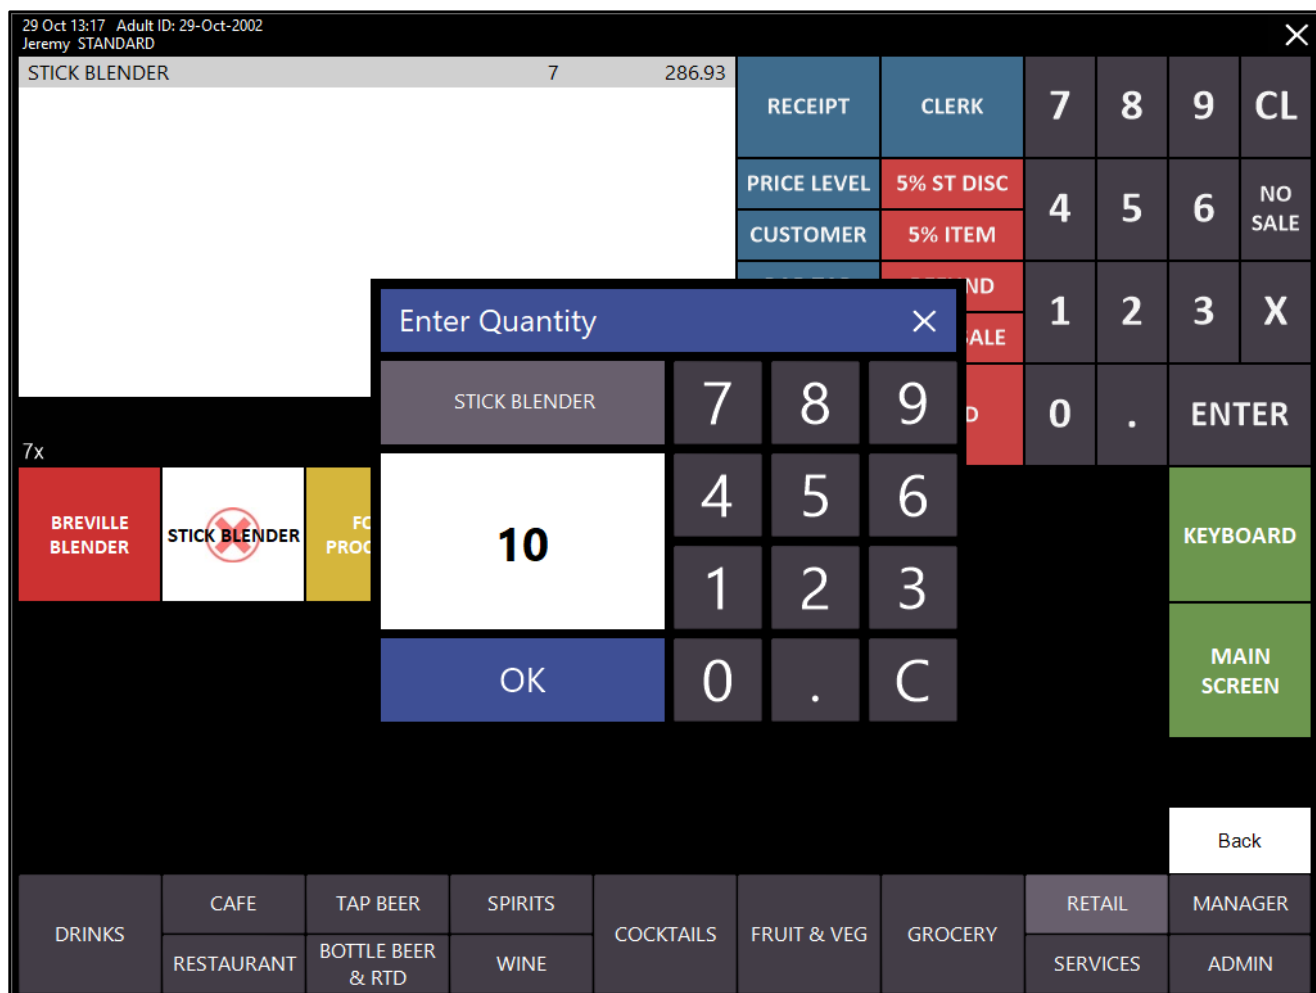 29 Oct 13:17 Adult ID: 29-Oct-2002
Jeremy STANDARD
STICK BLENDER 7 286.93
RECEIPT
CLERK
7 8 9 CL
PRICE LEVEL
5% ST DISC
CUSTOMER
5% ITEM
4 5 6 NO
SALE
ND
ALE
D
1 2 3 X
0 . ENTER
Enter Quantity
STICK BLENDER
7 8 9
10
4 5 6
1 2 3
OK
0 . C
7x
BREVILLE
BLENDER
STICK BLENDER
KEYBOARD
MAIN
SCREEN
Back
DRINKS
CAFE
RESTAURANT
TAP BEER
BOTTLE BEER
& RTD
SPIRITS
WINE
COCKTAILS
FRUIT & VEG
GROCERY
RETAIL
SERVICES
MANAGER
ADMIN